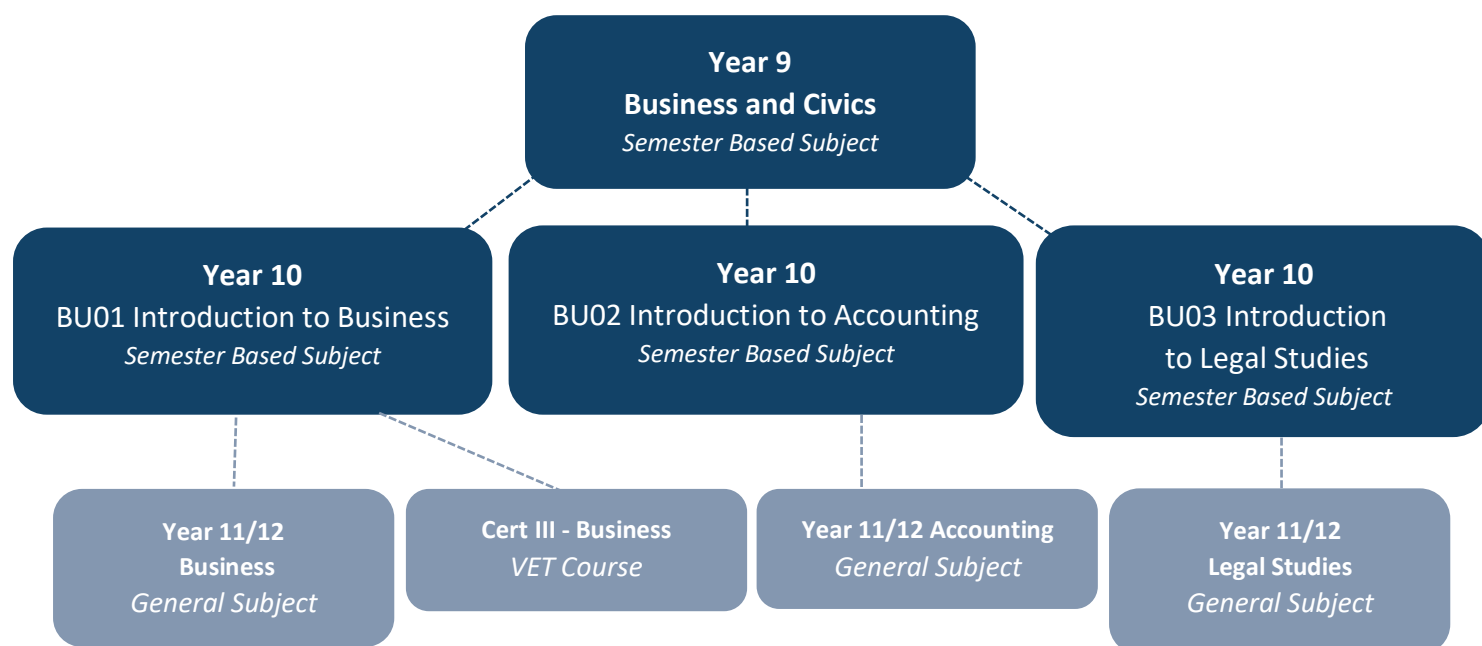 Year 9
Business and Civics
Semester Based Subject
Year 10
BU01 Introduction to Business
Semester Based Subject
Year 10
BU02 Introduction to Accounting
Semester Based Subject
Year 10
BU03 Introduction
to Legal Studies
Semester Based Subject
Year 11/12
Business
General Subject
Cert III - Business
VET Course
Year 11/12 Accounting
General Subject
Year 11/12
Legal Studies
General Subject